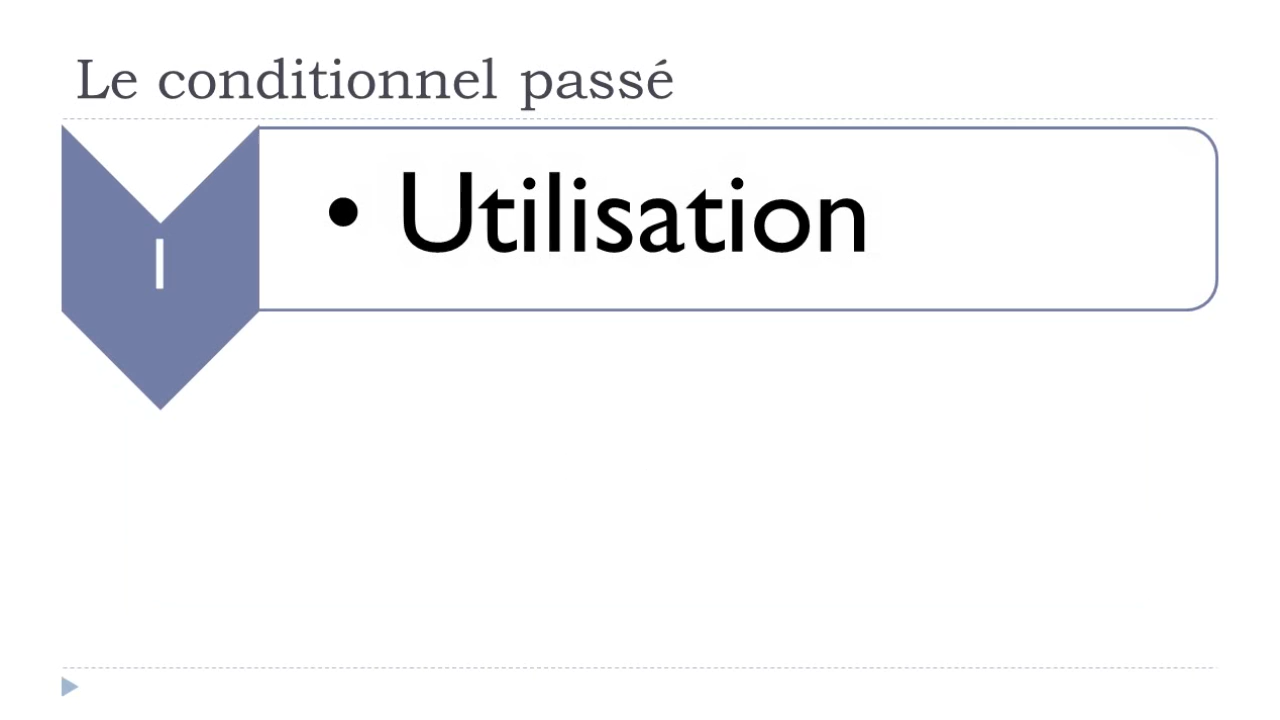 Le conditionnel passé
1
• Utilisation